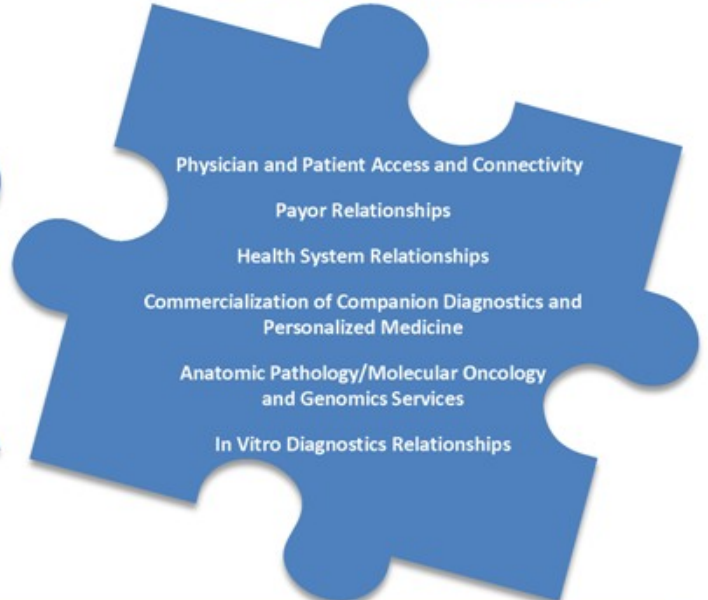 Physician and Patient Access and Connectivity
Payor Relationships
Health System Relationships
Commercialization of Companion Diagnostics and
Personalized Medicine
Anatomic Pathology/Molecular Oncology
and Genomics Services
In Vitro Diagnostics Relationships